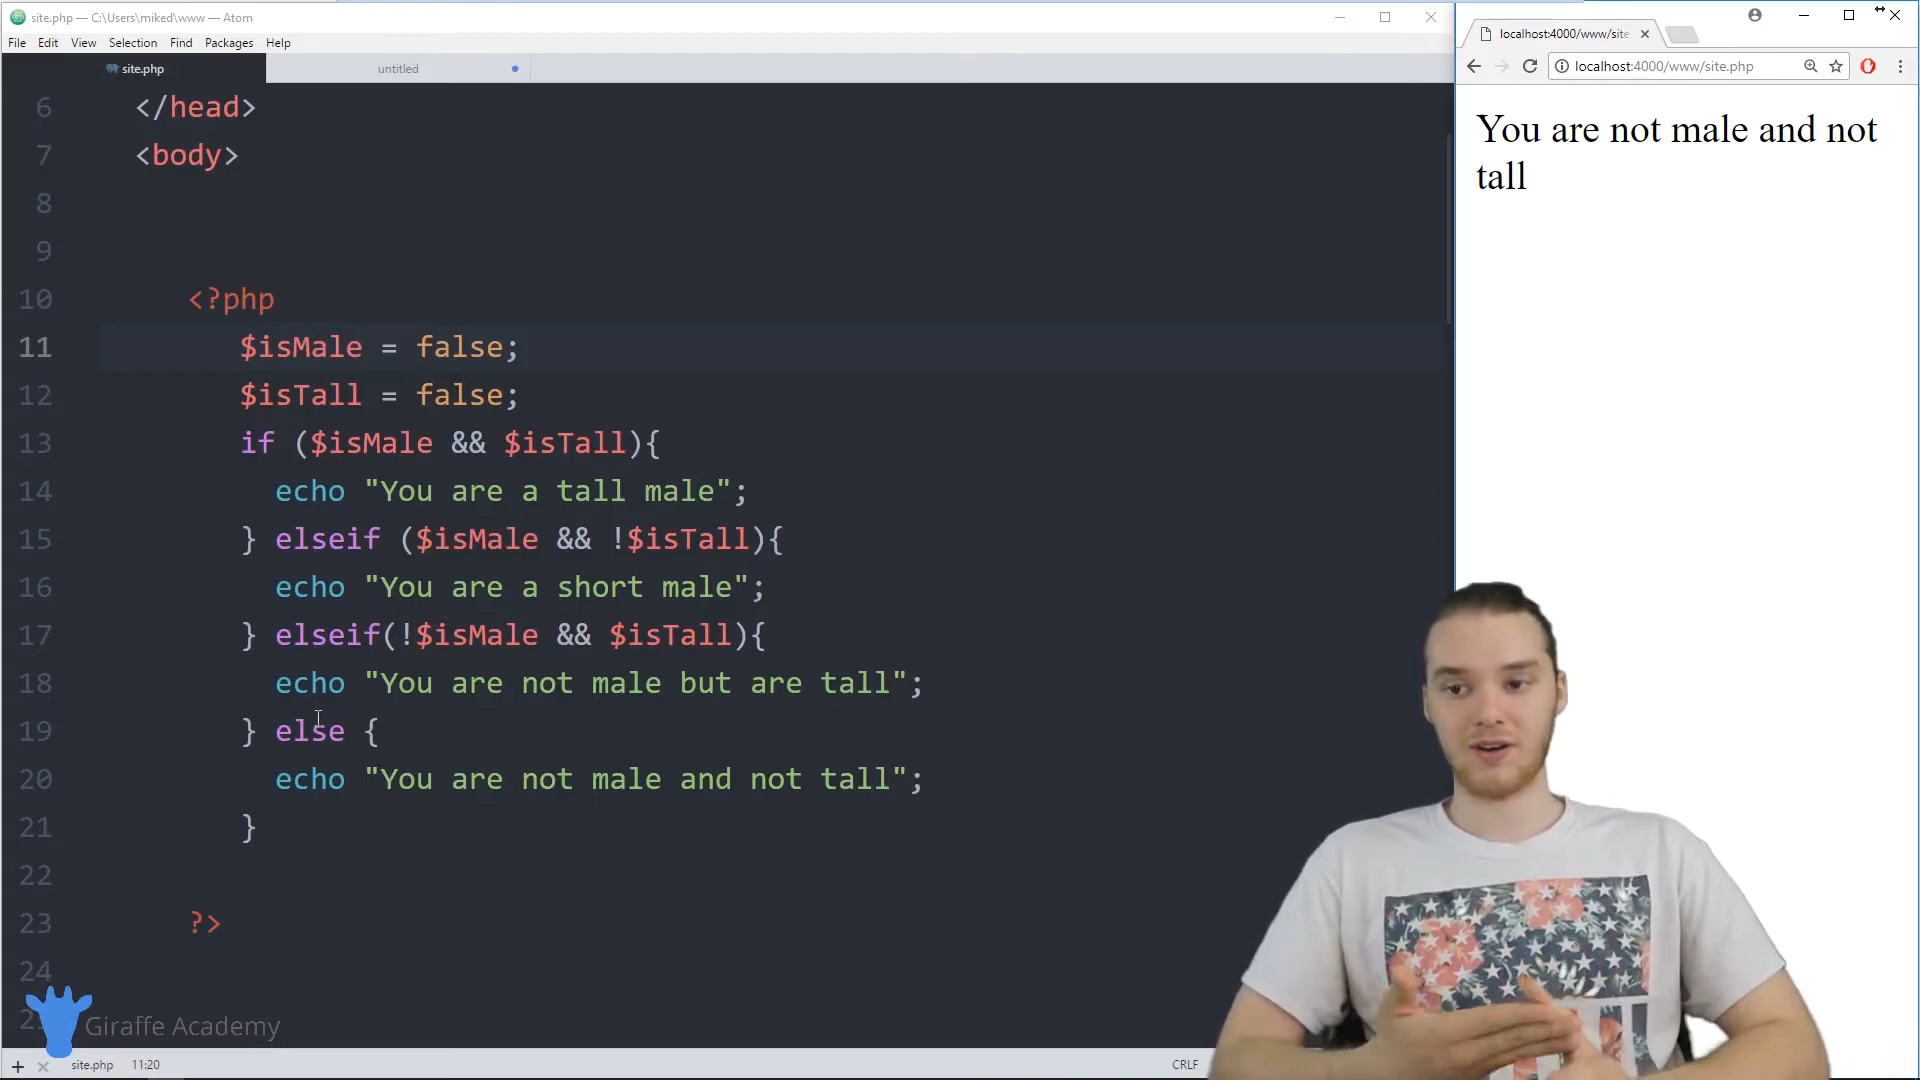 site.php — C:\Users\miked\www — Atom
File Edit View Selection Find Packages Help
site.php
untitled
6 </head>
7 <body>
8
9
10 <?php
11 $isMale = false;
12 $isTall = false;
13 if ($isMale && $isTall){
14 echo "You are a tall male";
15 } elseif ($isMale && !$isTall){
16 echo "You are a short male";
17 } elseif(!$isMale && $isTall){
18 echo "You are not male but are tall";
19 } else {
20 echo "You are not male and not tall";
21 }
22
23 ?>
24
Giraffe Academy
site.php 11:20
CRLF
localhost:4000/www/site
localhost:4000/www/site.php
You are not male and not
tall